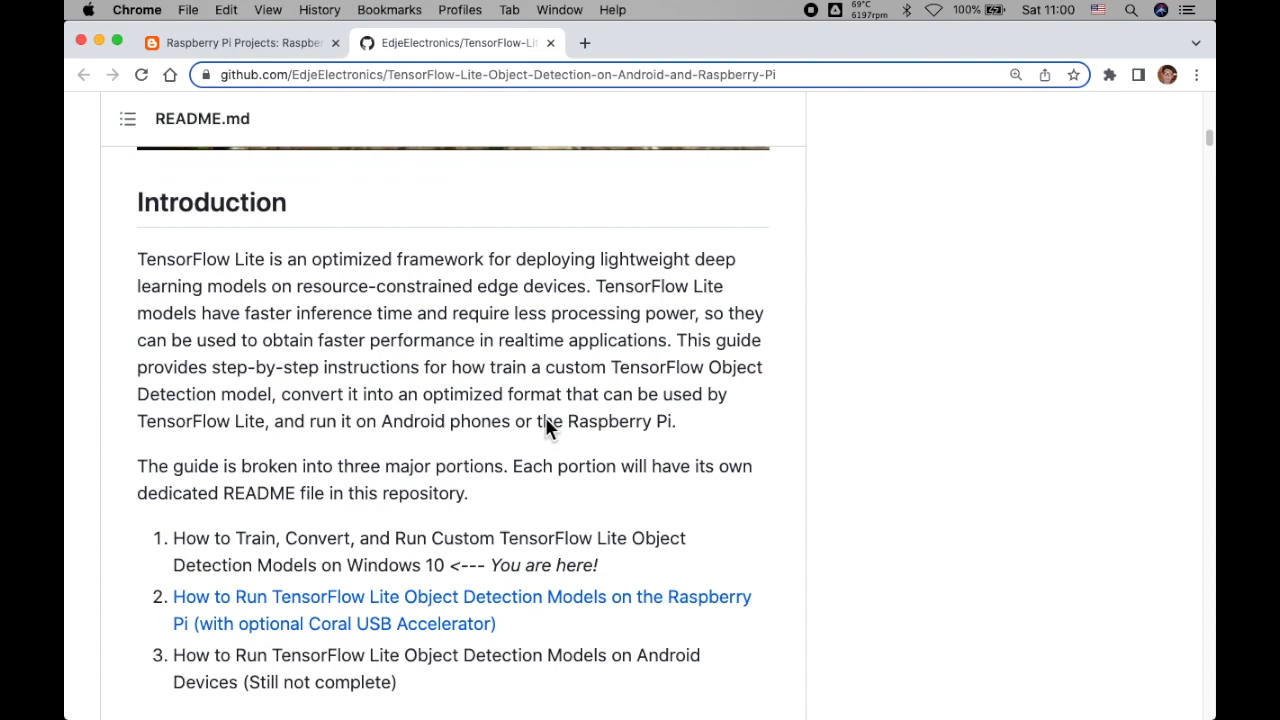 Chrome File Edit View History Bookmarks Profiles Tab Window Help 69°C 6197rpm 100% Sat 11:00
Raspberry Pi Projects: Raspber
EdjeElectronics/TensorFlow-Lit
github.com/EdjeElectronics/TensorFlow-Lite-Object-Detection-on-Android-and-Raspberry-Pi
README.md
Introduction
TensorFlow Lite is an optimized framework for deploying lightweight deep
learning models on resource-constrained edge devices. TensorFlow Lite
models have faster inference time and require less processing power, so they
can be used to obtain faster performance in realtime applications. This guide
provides step-by-step instructions for how train a custom TensorFlow Object
Detection model, convert it into an optimized format that can be used by
TensorFlow Lite, and run it on Android phones or the Raspberry Pi.
The guide is broken into three major portions. Each portion will have its own
dedicated README file in this repository.
1. How to Train, Convert, and Run Custom TensorFlow Lite Object
Detection Models on Windows 10 <--- You are here!
2. How to Run TensorFlow Lite Object Detection Models on the Raspberry
Pi (with optional Coral USB Accelerator)
3. How to Run TensorFlow Lite Object Detection Models on Android
Devices (Still not complete)